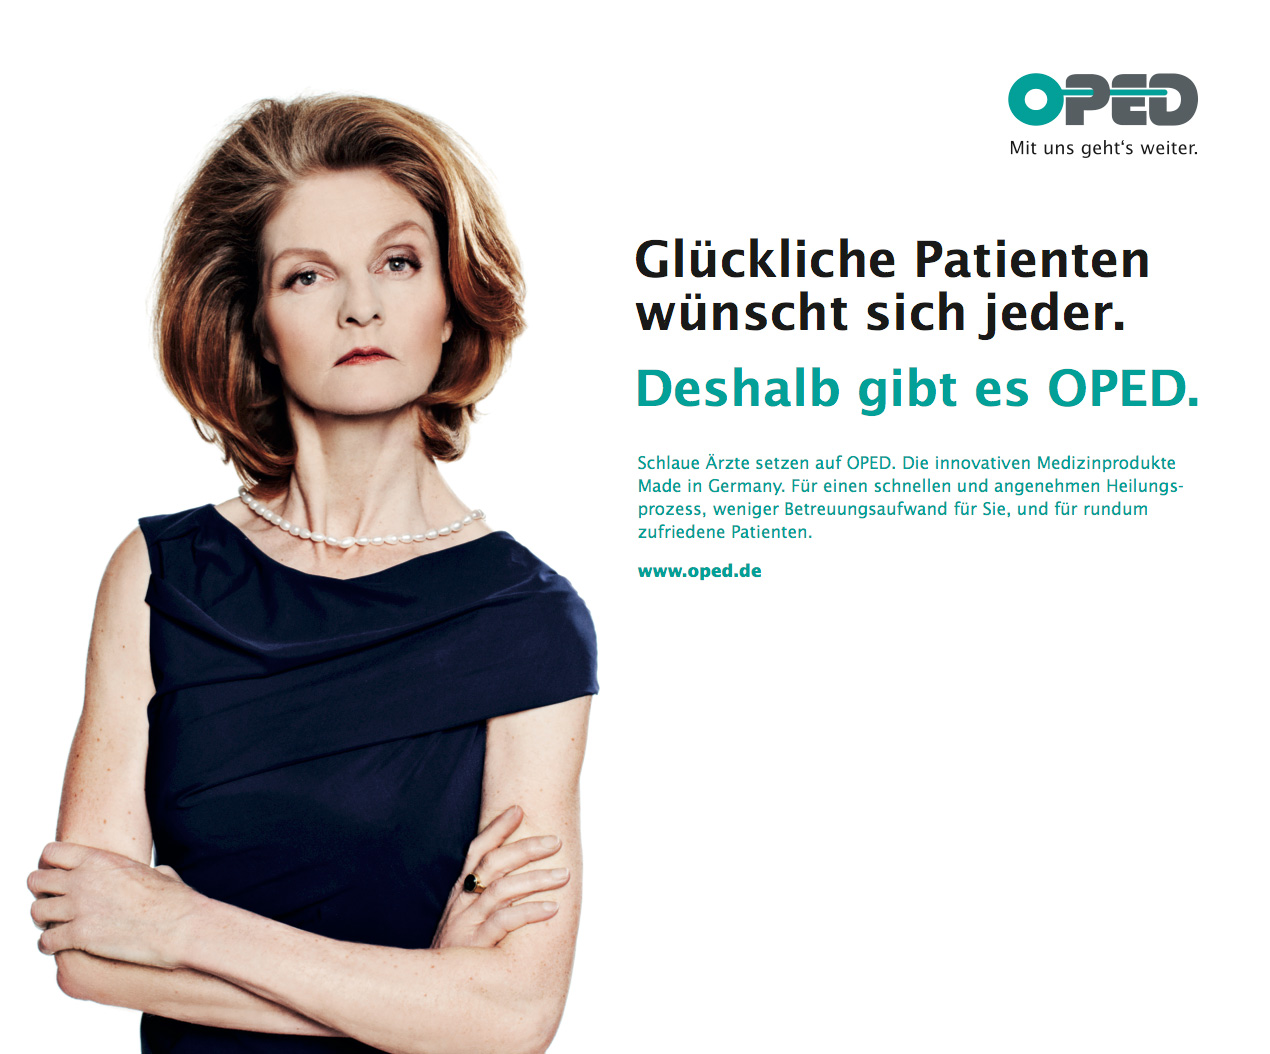 OPED
Mit uns geht‘s weiter.
Glückliche Patienten
wünscht sich jeder.
Deshalb gibt es OPED.
Schlaue Ärzte setzen auf OPED. Die innovativen Medizinprodukte
Made in Germany. Für einen schnellen und angenehmen Heilungs-
prozess, weniger Betreuungsaufwand für Sie, und für rundum
zufriedene Patienten.
www.oped.de